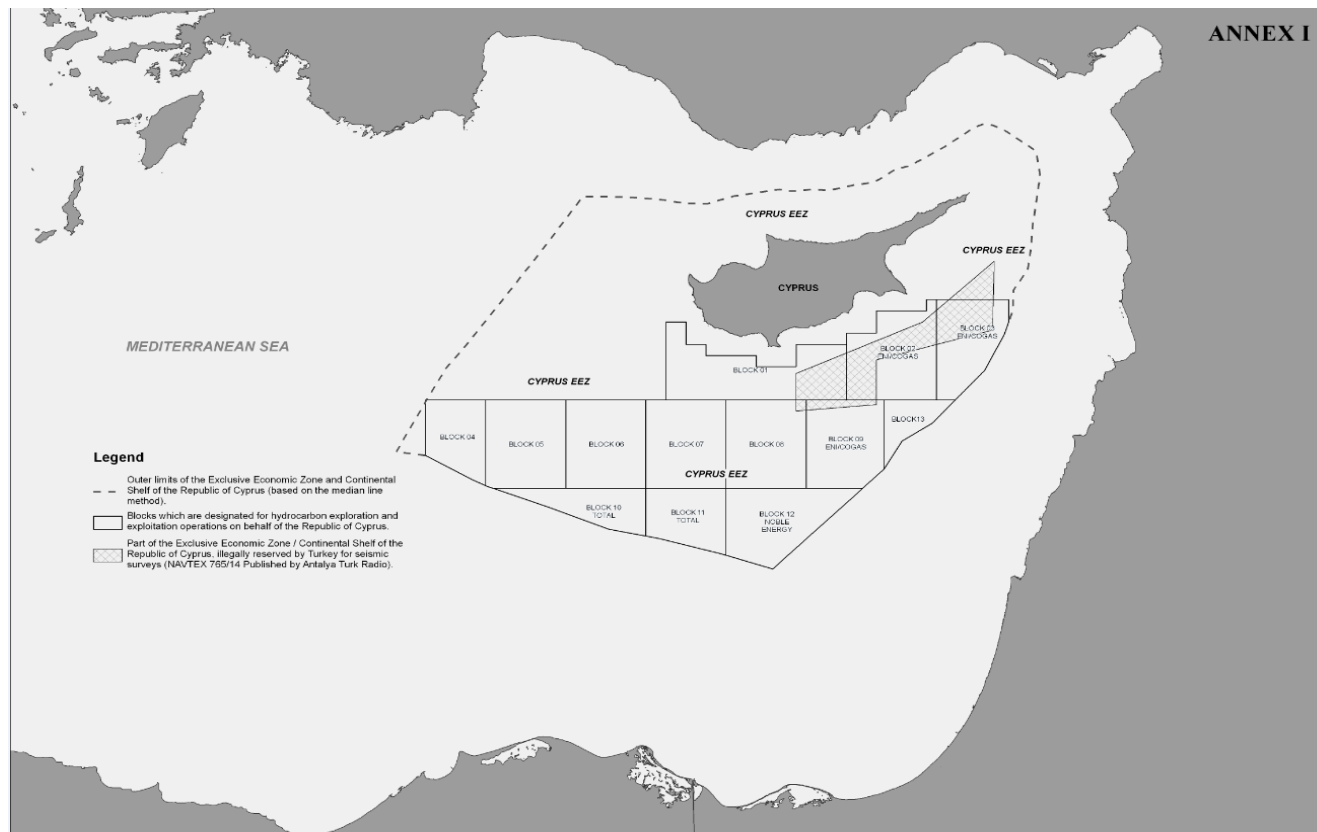 ANNEX I
CYPRUS EEZ
CYPRUS EEZ
CYPRUS
BLOCK 03
ENI/COGAS
MEDITERRANEAN SEA
BLOCK 02
ENI/COGAS
BLOCK 01
CYPRUS EEZ
BLOCK 04
BLOCK 05
BLOCK 06
BLOCK 07
BLOCK 08
BLOCK 09
ENI/COGAS
BLOCK13
CYPRUS EEZ
BLOCK 10
TOTAL
BLOCK 11
TOTAL
BLOCK 12
NOBLE
ENERGY
Legend
Outer limits of the Exclusive Economic Zone and Continental
Shelf of the Republic of Cyprus (based on the median line
method).
Blocks which are designated for hydrocarbon exploration and
exploitation operations on behalf of the Republic of Cyprus.
Part of the Exclusive Economic Zone / Continental Shelf of the
Republic of Cyprus, illegally reserved by Turkey for seismic
surveys (NAVTEX 765/14 Published by Antalya Turk Radio).